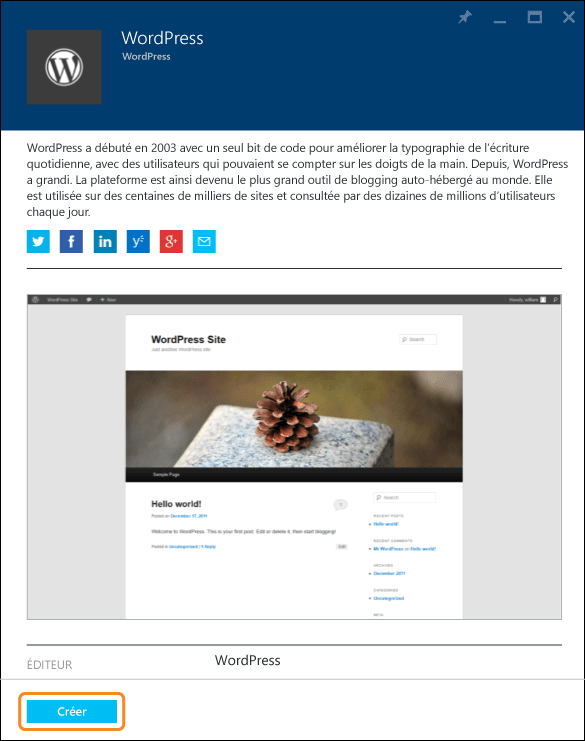 WordPress
WordPress
WordPress a débuté en 2003 avec un seul bit de code pour améliorer la typographie de l'écriture
quotidienne, avec des utilisateurs qui pouvaient se compter sur les doigts de la main. Depuis, WordPress
a grandi. La plateforme est ainsi devenu le plus grand outil de blogging auto-hébergé au monde. Elle
est utilisée sur des centaines de milliers de sites et consultée par des dizaines de millions d'utilisateurs
chaque jour.
WordPress Site
+ New
Howdy, william
WordPress Site
Just another WordPress site
Search
Sample Page
Hello world!
Posted on December 17, 2011
Welcome to WordPress. This is your first post. Edit or delete it, then start blogging!
Posted in Uncategorized | 1 Reply
Edit
Search
RECENT POSTS
Hello world!
RECENT COMMENTS
Mr WordPress on Hello world!
ARCHIVES
December 2011
CATEGORIES
Uncategorized
META
ÉDITEUR
WordPress
Créer